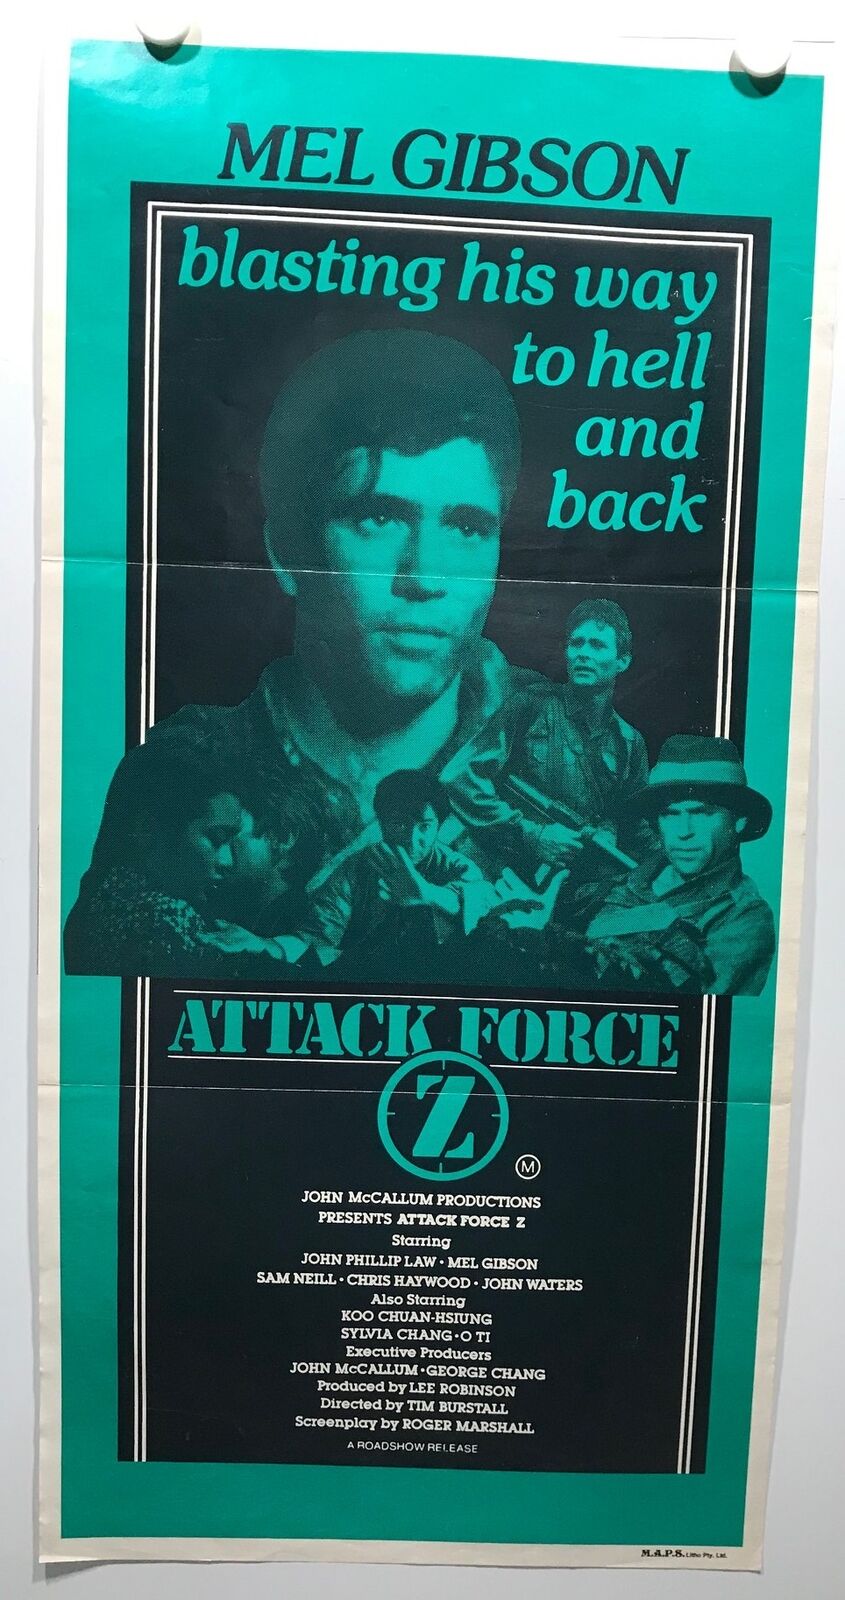 MEL GIBSON
blasting his way
to hell
and
back
ATTACK FORCE
Z
M
JOHN McCALLUM PRODUCTIONS
PRESENTS ATTACK FORCE Z
Starring
JOHN PHILLIP LAW • MEL GIBSON
SAM NEILL • CHRIS HAYWOOD • JOHN WATERS
Also Starring
KOO CHUAN-HSIUNG
SYLVIA CHANG • O TI
Executive Producers
JOHN McCALLUM • GEORGE CHANG
Produced by LEE ROBINSON
Directed by TIM BURSTALL
Screenplay by ROGER MARSHALL
A ROADSHOW RELEASE
M.A.P.S. Litho Pty. Ltd.